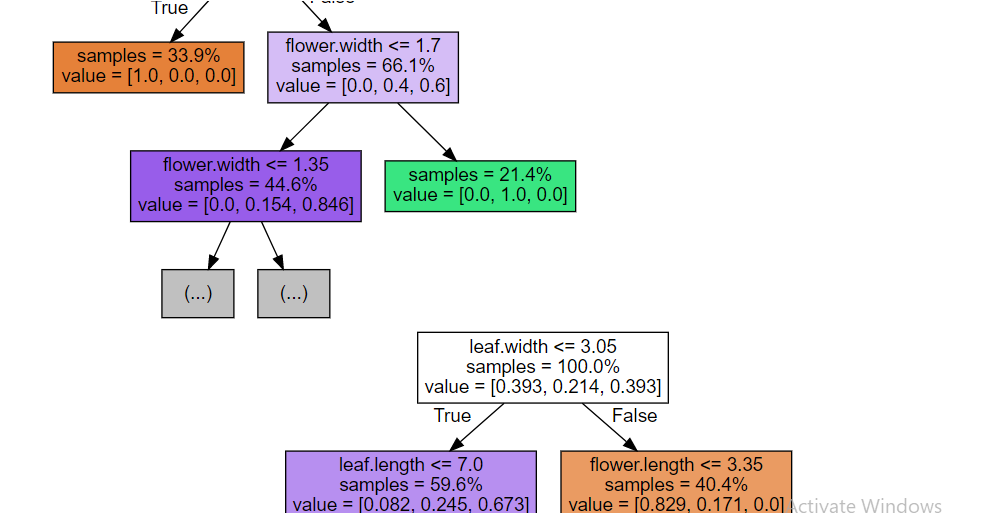 True
False
samples = 33.9%
value = [1.0, 0.0, 0.0]
flower.width <= 1.7
samples = 66.1%
value = [0.0, 0.4, 0.6]
flower.width <= 1.35
samples = 44.6%
value = [0.0, 0.154, 0.846]
samples = 21.4%
value = [0.0, 1.0, 0.0]
(...)
(...)
leaf.width <= 3.05
samples = 100.0%
value = [0.393, 0.214, 0.393]
True
False
leaf.length <= 7.0
samples = 59.6%
value = [0.082, 0.245, 0.673]
flower.length <= 3.35
samples = 40.4%
value = [0.829, 0.171, 0.0]
Activate Windows